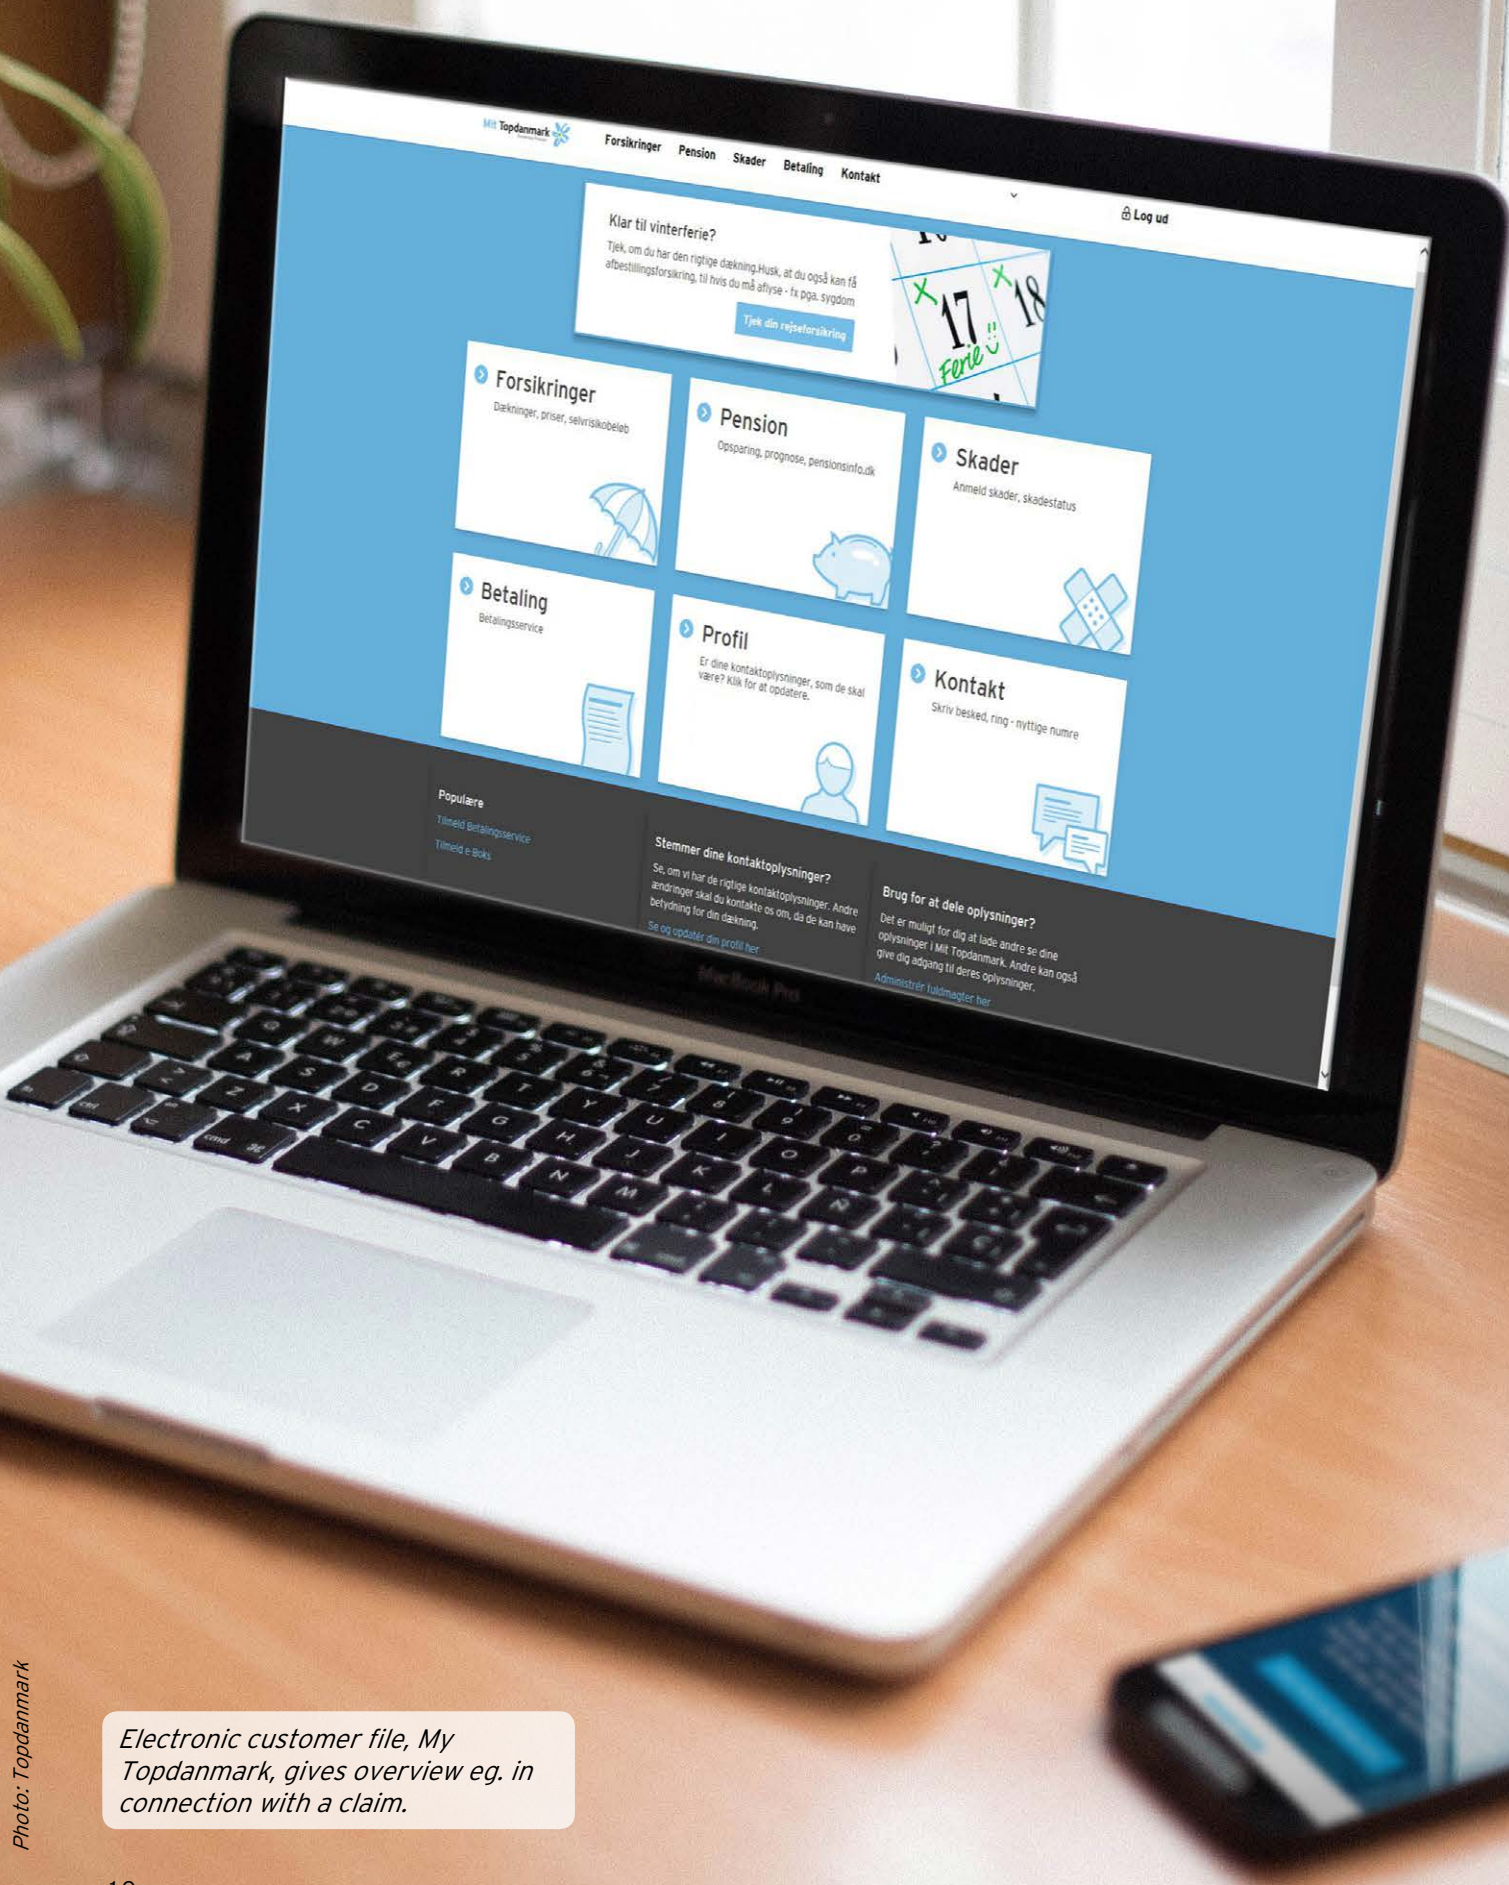 Mit Topdanmark
Forsikringer Pension Skader Betaling Kontakt
Log ud
Klar til vinterferie?
Tjek, om du har den rigtige dækning.Husk, at du også kan få
afbestillingsforsikring, til hvis du må aflyse - fx pga. sygdom
Tjek din rejseforsikring
17
18
Ferie
Forsikringer
Dækninger, priser, selvrisikobeløb
Pension
Opsparing, prognose, pensionsinfo.dk
Skader
Anmeld skader, skadestatus
Betaling
Betalingsservice
Profil
Er dine kontaktoplysninger, som de skal
være? Klik for at opdatere.
Kontakt
Skriv besked, ring - nyttige numre
Populære
Tilmeld Betalingsservice
Tilmeld e-Boks
Stemmer dine kontaktoplysninger?
Se, om vi har de rigtige kontaktoplysninger. Andre
ændringer skal du kontakte os om, da de kan have
betydning for din dækning.
Se og opdatér din profil her
Brug for at dele oplysninger?
Det er muligt for dig at lade andre se dine
oplysninger i Mit Topdanmark. Andre kan også
give dig adgang til deres oplysninger.
Administrér fuldmagter her
MacBook Pro
Q W E R T Y U I O P
A S D F G H J K L Ñ
Z X C V B N M
ctrl cmd
Photo: Topdanmark
Electronic customer file, My
Topdanmark, gives overview eg. in
connection with a claim.